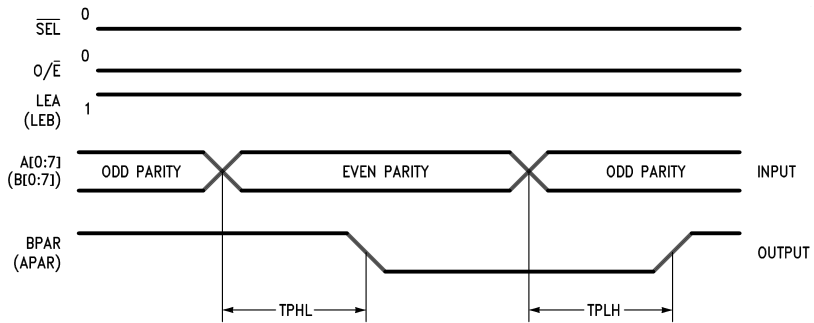 S̅E̅L̅ 0
O/E̅ 0
LEA
(LEB) 1
A[0:7]
(B[0:7]) ODD PARITY EVEN PARITY ODD PARITY INPUT
BPAR
(APAR) OUTPUT
TPHL TPLH